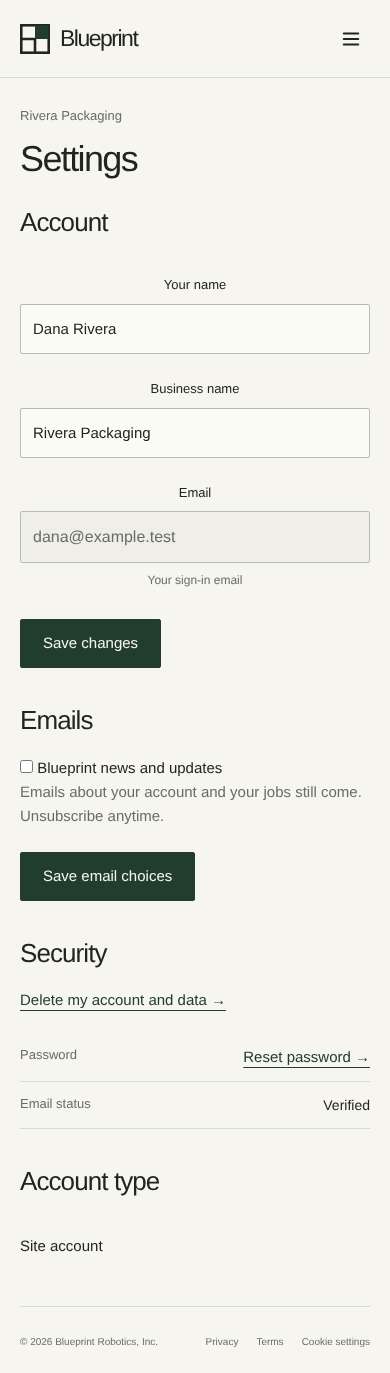 Blueprint
Rivera Packaging
Settings
Account
Your name
Dana Rivera
Business name
Rivera Packaging
Email
dana@example.test
Your sign-in email
Save changes
Emails
Blueprint news and updates
Emails about your account and your jobs still come.
Unsubscribe anytime.
Save email choices
Security
Delete my account and data →
Password Reset password →
Email status Verified
Account type
Site account
© 2026 Blueprint Robotics, Inc. Privacy Terms Cookie settings